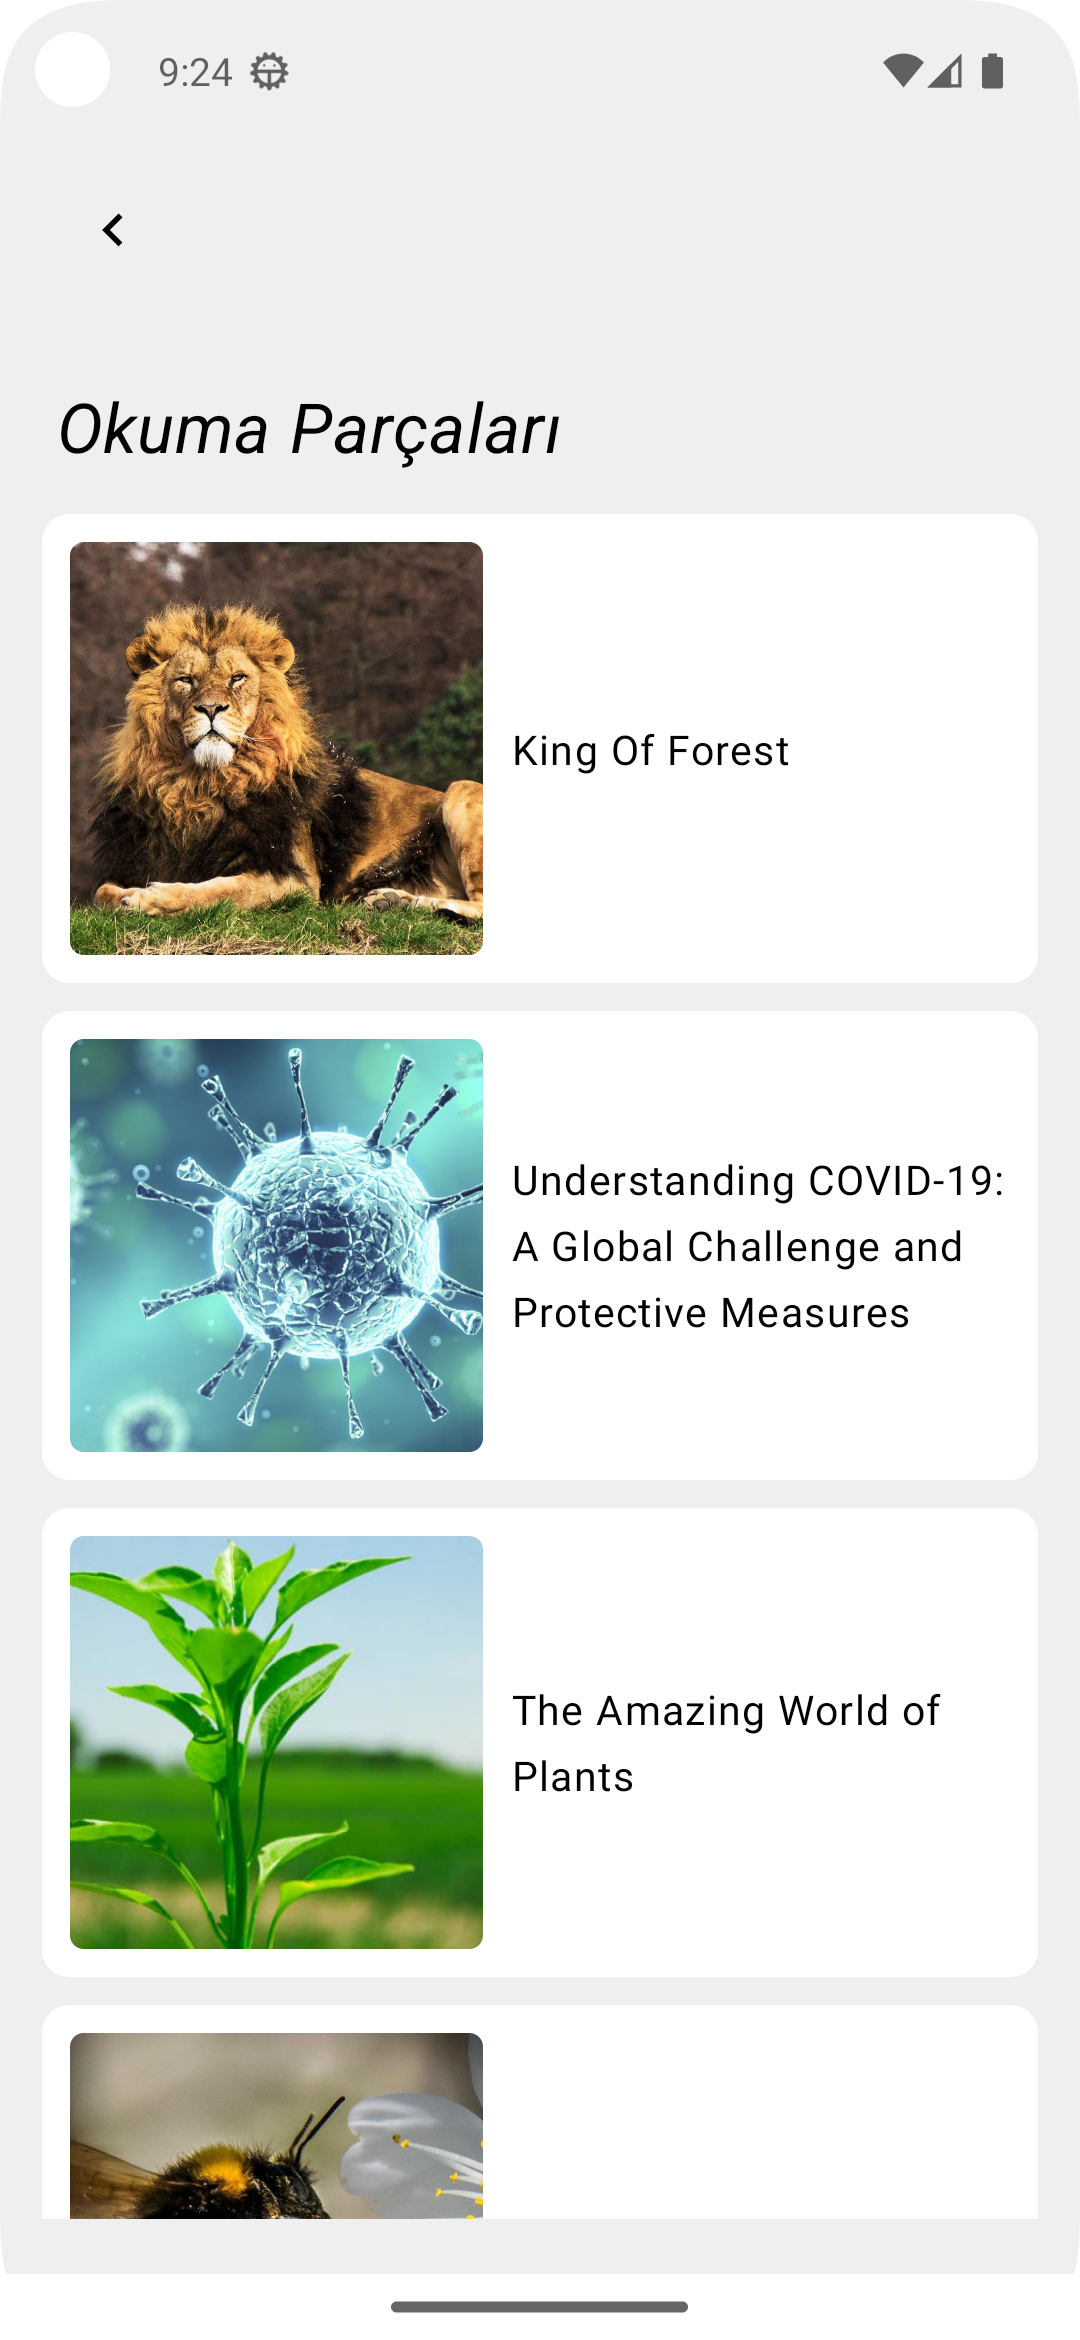 9:24
Okuma Parçaları
King Of Forest
Understanding COVID-19:
A Global Challenge and
Protective Measures
The Amazing World of
Plants